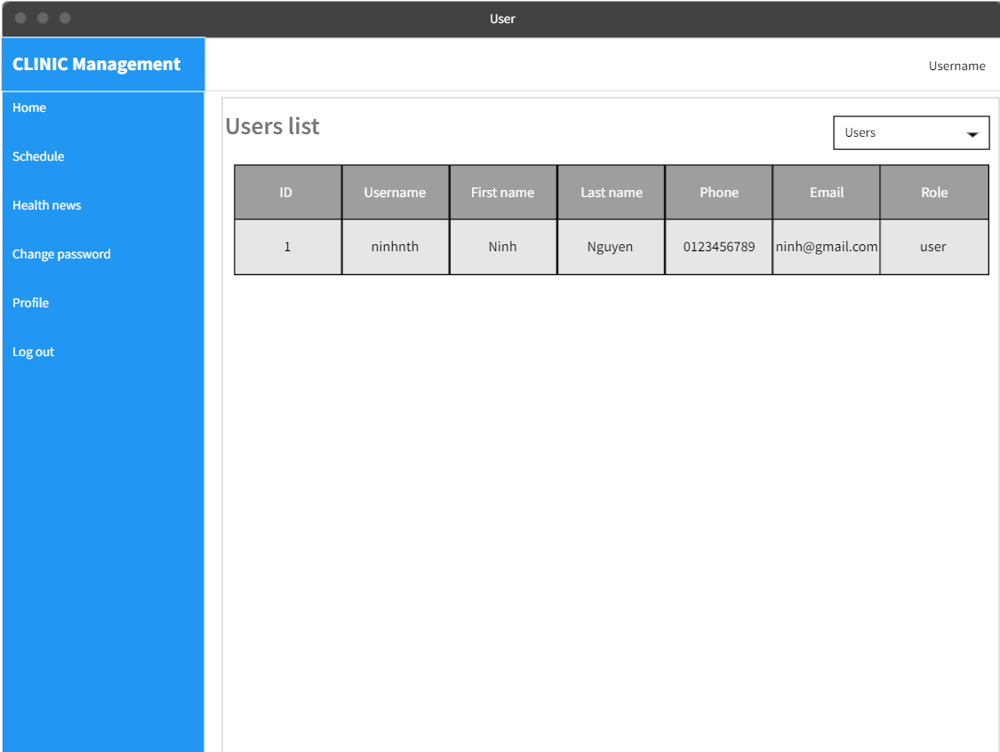 User
CLINIC Management
Username
Home
Schedule
Health news
Change password
Profile
Log out
Users list
Users
ID Username First name Last name Phone Email Role
1 ninhnth Ninh Nguyen 0123456789 ninh@gmail.com user